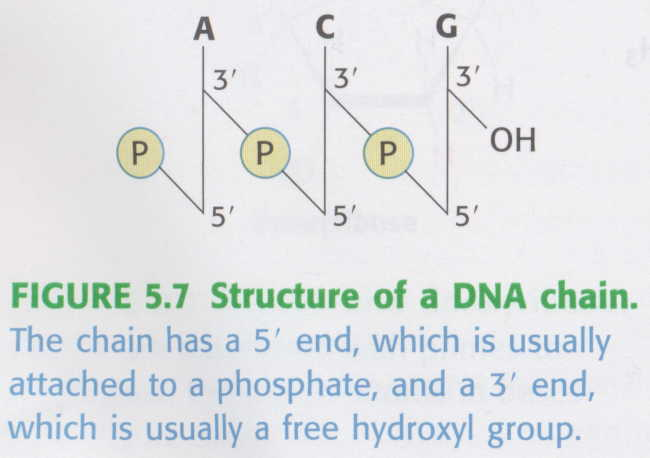 A C G
3′ 3′ 3′
P P P OH
5′ 5′ 5′
FIGURE 5.7 Structure of a DNA chain.
The chain has a 5′ end, which is usually
attached to a phosphate, and a 3′ end,
which is usually a free hydroxyl group.